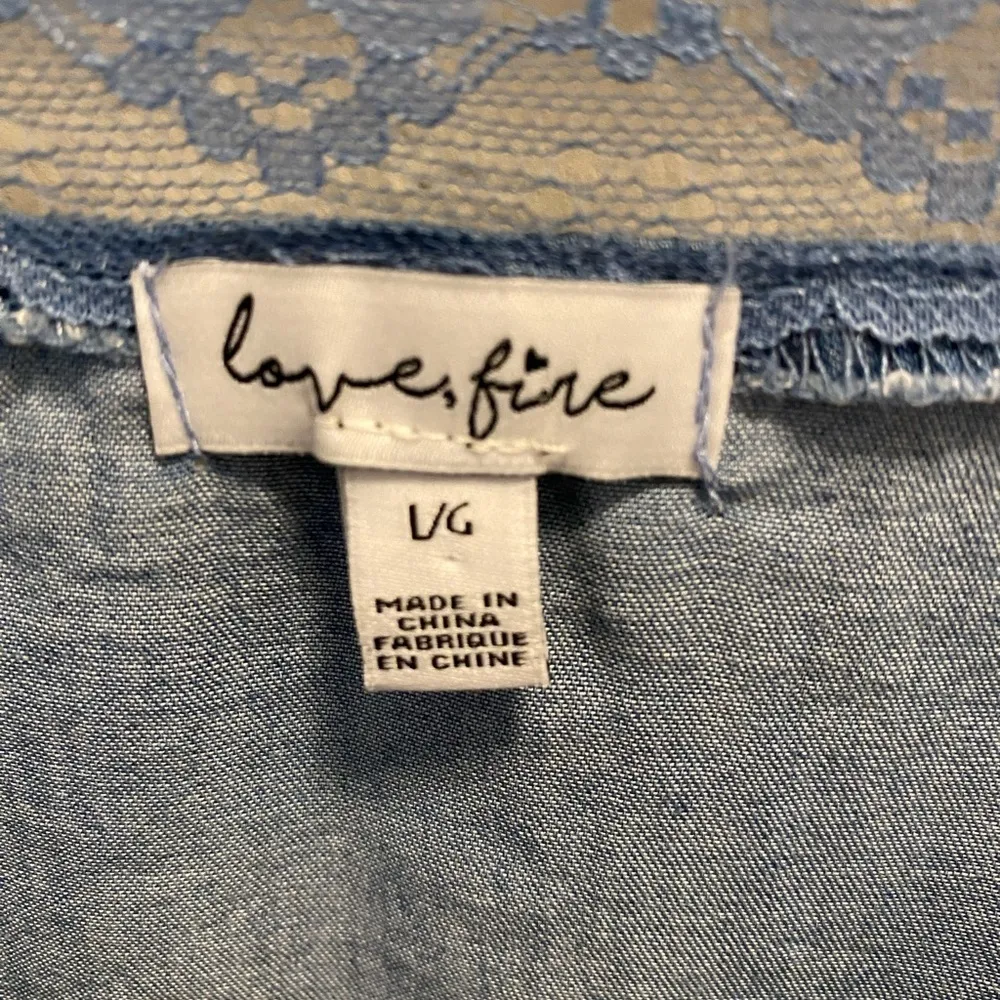 love, fire
L/G
MADE IN
CHINA
FABRIQUE
EN CHINE